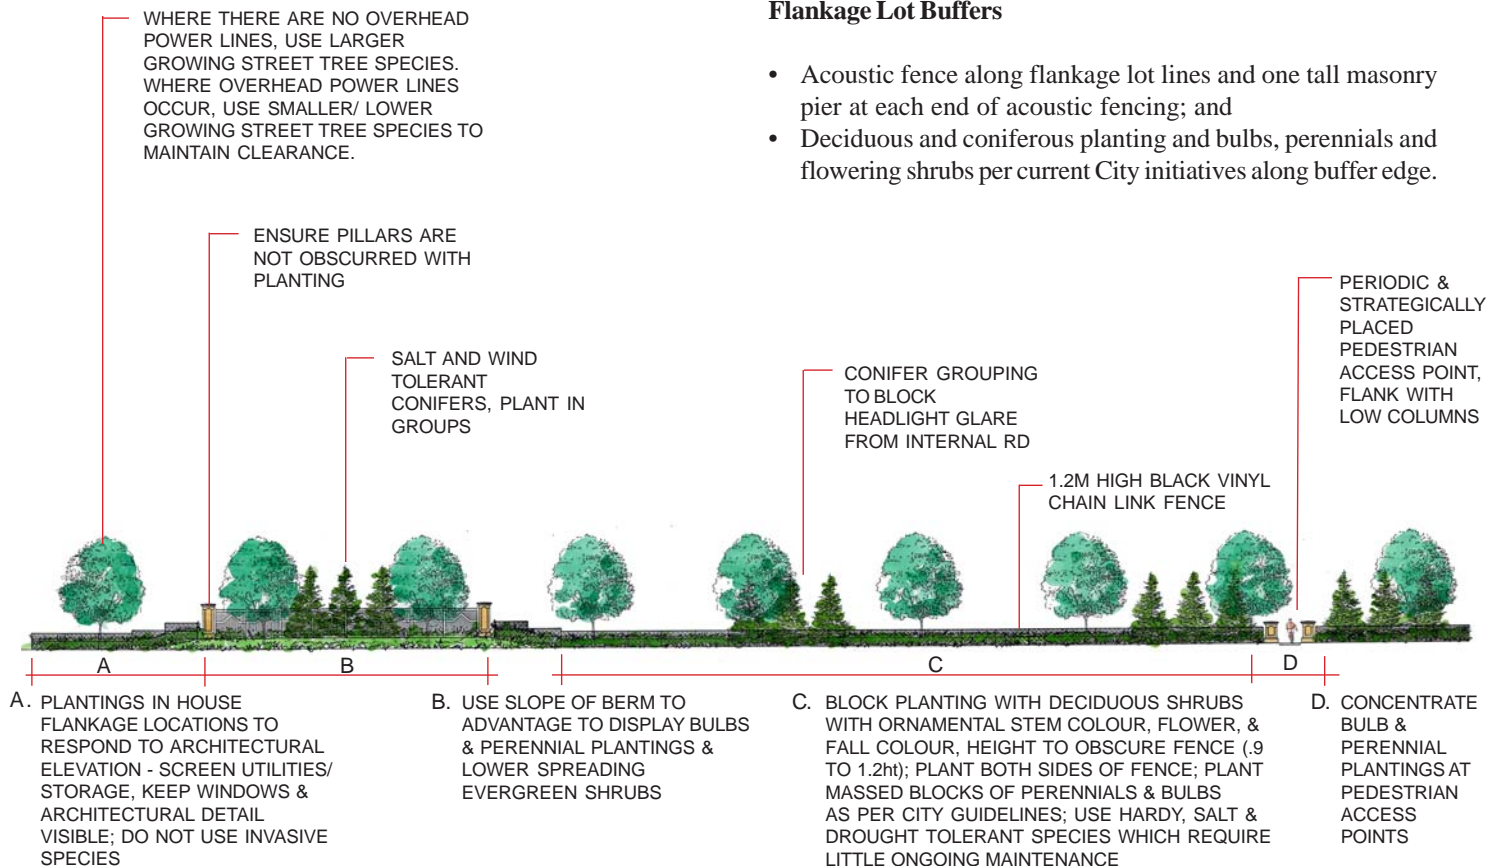 WHERE THERE ARE NO OVERHEAD
POWER LINES, USE LARGER
GROWING STREET TREE SPECIES.
WHERE OVERHEAD POWER LINES
OCCUR, USE SMALLER/ LOWER
GROWING STREET TREE SPECIES TO
MAINTAIN CLEARANCE.
Flankage Lot Buffers
• Acoustic fence along flankage lot lines and one tall masonry
pier at each end of acoustic fencing; and
• Deciduous and coniferous planting and bulbs, perennials and
flowering shrubs per current City initiatives along buffer edge.
ENSURE PILLARS ARE
NOT OBSCURRED WITH
PLANTING
SALT AND WIND
TOLERANT
CONIFERS, PLANT IN
GROUPS
CONIFER GROUPING
TO BLOCK
HEADLIGHT GLARE
FROM INTERNAL RD
1.2M HIGH BLACK VINYL
CHAIN LINK FENCE
PERIODIC &
STRATEGICALLY
PLACED
PEDESTRIAN
ACCESS POINT,
FLANK WITH
LOW COLUMNS
A
B
C
D
A. PLANTINGS IN HOUSE
FLANKAGE LOCATIONS TO
RESPOND TO ARCHITECTURAL
ELEVATION - SCREEN UTILITIES/
STORAGE, KEEP WINDOWS &
ARCHITECTURAL DETAIL
VISIBLE; DO NOT USE INVASIVE
SPECIES
B. USE SLOPE OF BERM TO
ADVANTAGE TO DISPLAY BULBS
& PERENNIAL PLANTINGS &
LOWER SPREADING
EVERGREEN SHRUBS
C. BLOCK PLANTING WITH DECIDUOUS SHRUBS
WITH ORNAMENTAL STEM COLOUR, FLOWER, &
FALL COLOUR, HEIGHT TO OBSCURE FENCE (.9
TO 1.2ht); PLANT BOTH SIDES OF FENCE; PLANT
MASSED BLOCKS OF PERENNIALS & BULBS
AS PER CITY GUIDELINES; USE HARDY, SALT &
DROUGHT TOLERANT SPECIES WHICH REQUIRE
LITTLE ONGOING MAINTENANCE
D. CONCENTRATE
BULB &
PERENNIAL
PLANTINGS AT
PEDESTRIAN
ACCESS
POINTS